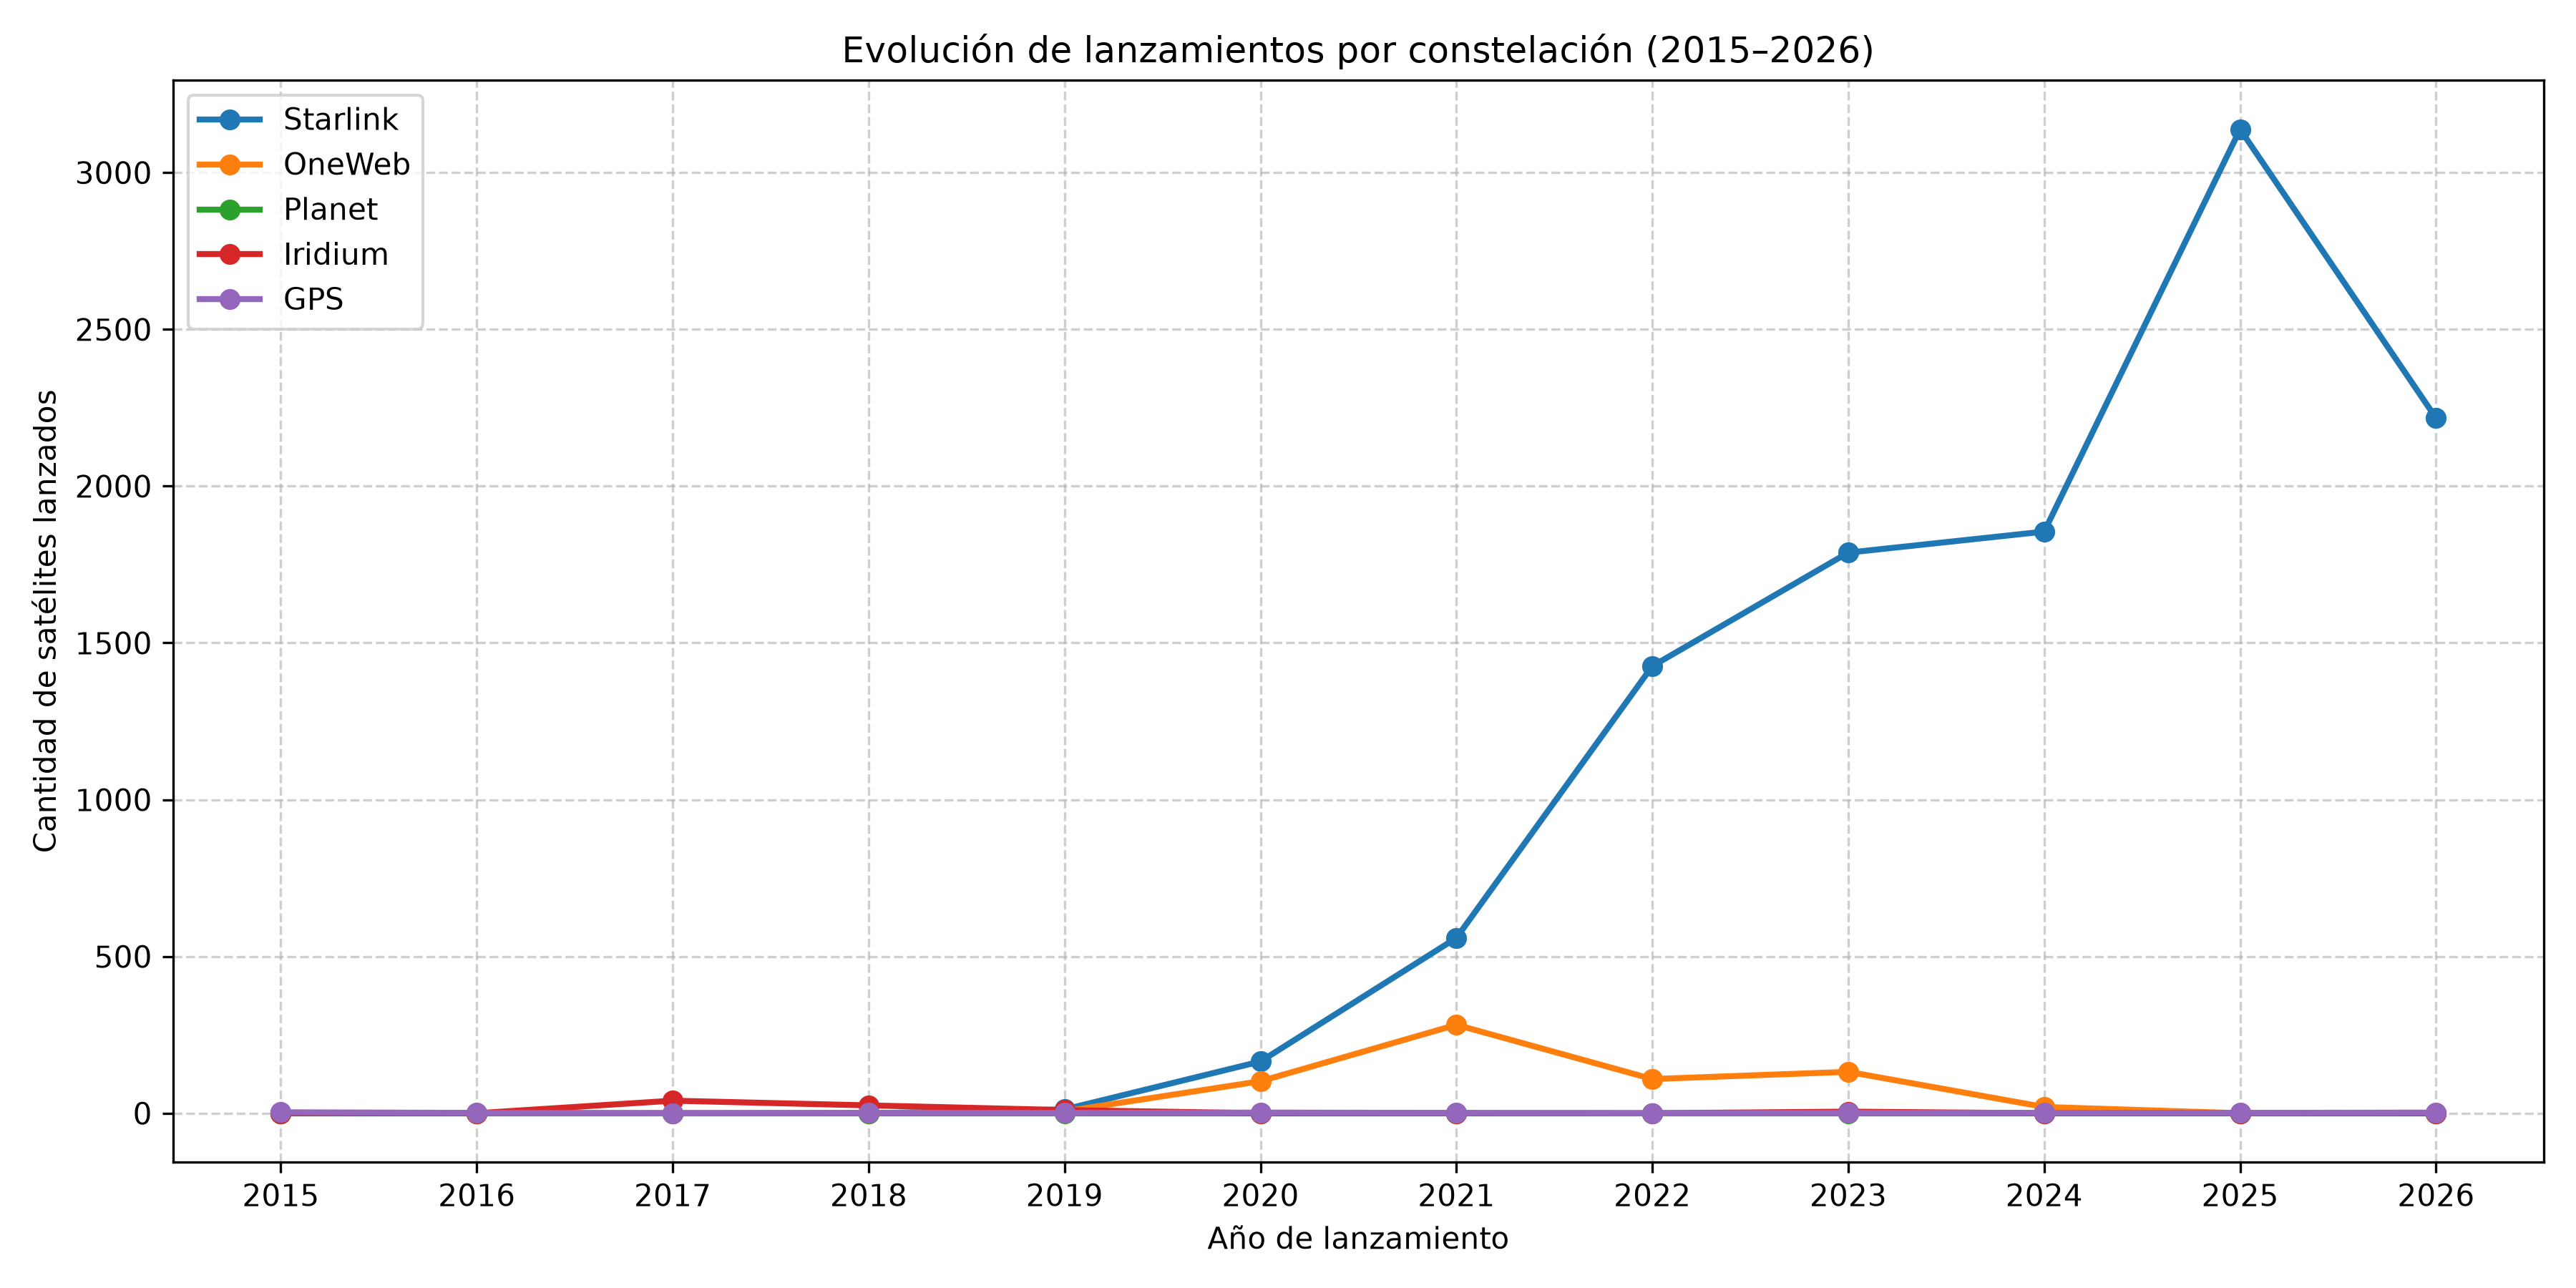 Evolución de lanzamientos por constelación (2015–2026)
Starlink
OneWeb
Planet
Iridium
GPS
Cantidad de satélites lanzados
3000
2500
2000
1500
1000
500
0
2015 2016 2017 2018 2019 2020 2021 2022 2023 2024 2025 2026
Año de lanzamiento